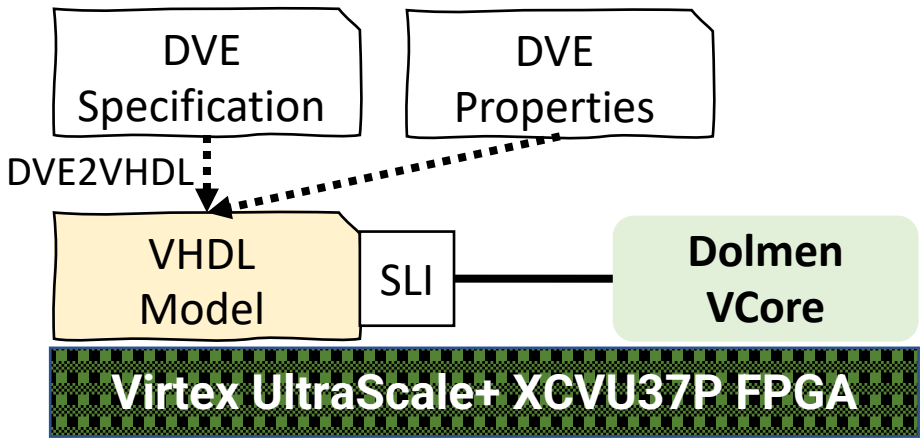 DVE
Specification
DVE
Properties
DVE2VHDL
VHDL
Model
SLI
Dolmen
VCore
Virtex UltraScale+ XCVU37P FPGA